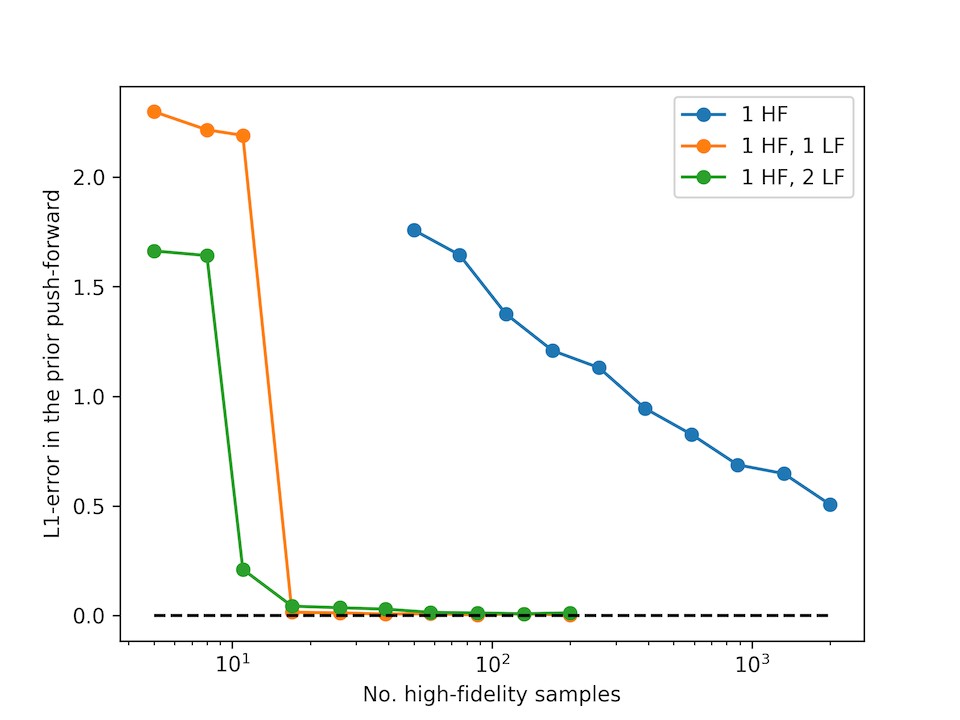 1 HF
1 HF, 1 LF
1 HF, 2 LF
L1-error in the prior push-forward
2.0
1.5
1.0
0.5
0.0
10¹
10²
10³
No. high-fidelity samples